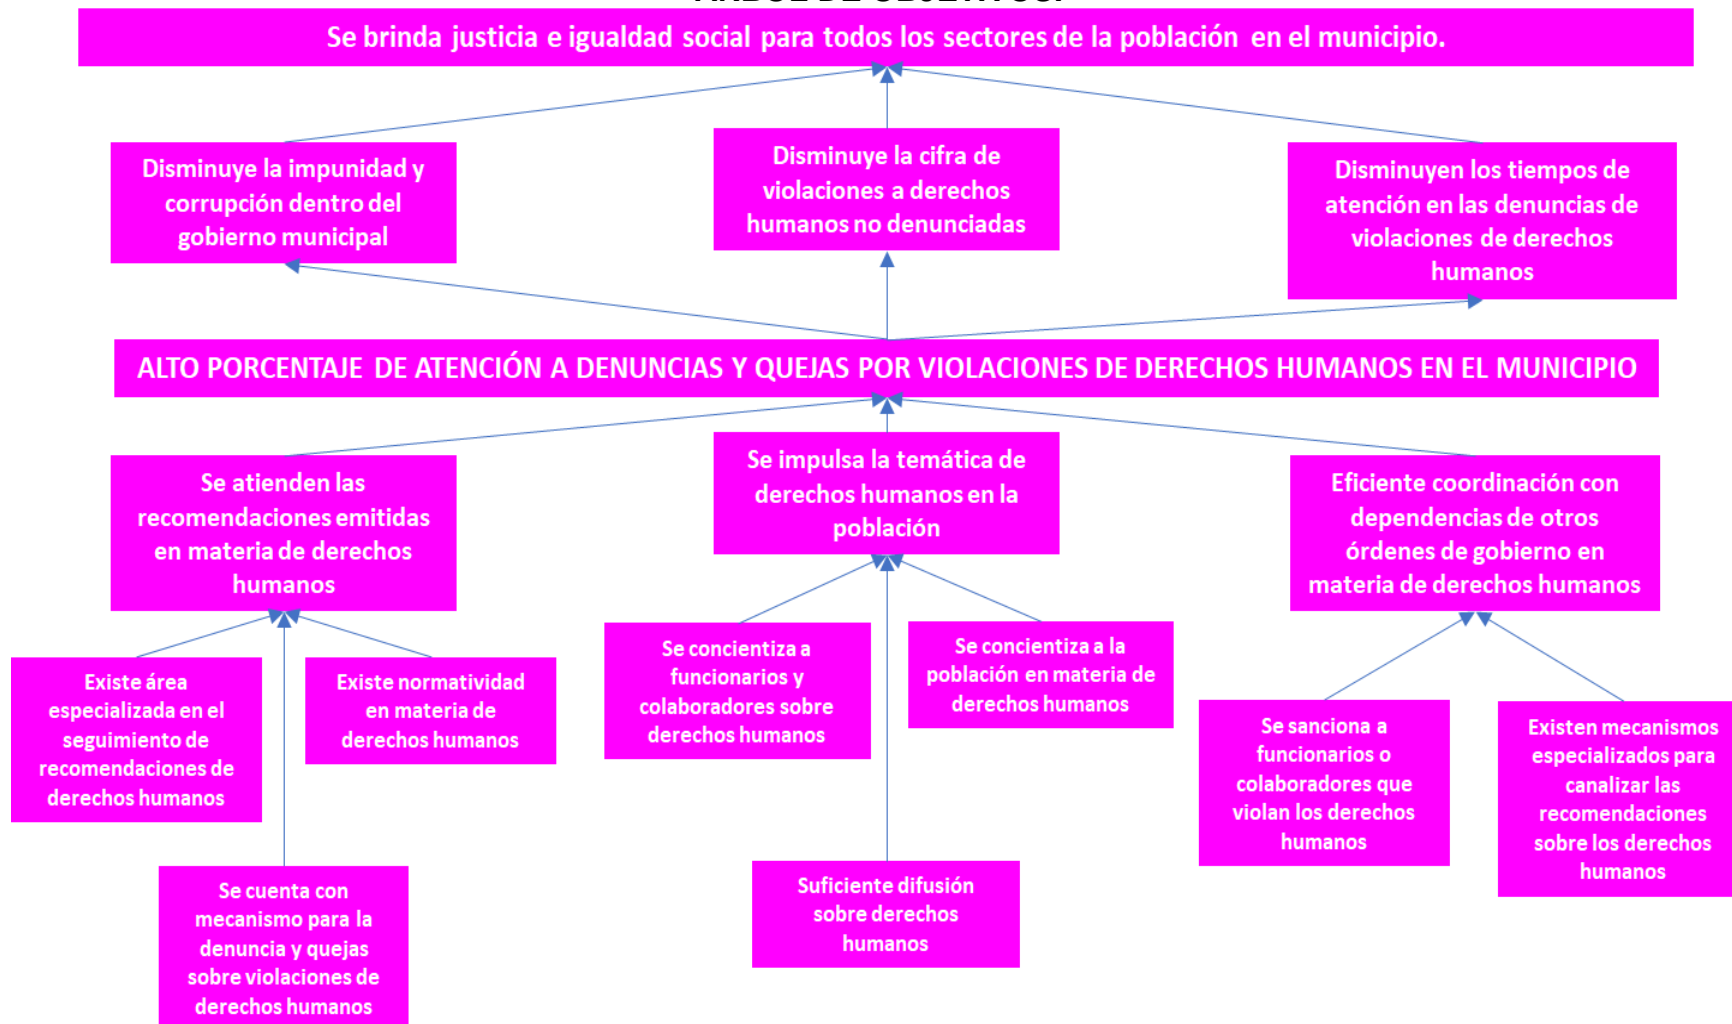 ÁRBOL DE OBJETIVOS.
Se brinda justicia e igualdad social para todos los sectores de la población en el municipio.
Disminuye la impunidad y
corrupción dentro del
gobierno municipal
Disminuye la cifra de
violaciones a derechos
humanos no denunciadas
Disminuyen los tiempos de
atención en las denuncias de
violaciones de derechos
humanos
ALTO PORCENTAJE DE ATENCIÓN A DENUNCIAS Y QUEJAS POR VIOLACIONES DE DERECHOS HUMANOS EN EL MUNICIPIO
Se atienden las
recomendaciones emitidas
en materia de derechos
humanos
Se impulsa la temática de
derechos humanos en la
población
Eficiente coordinación con
dependencias de otros
órdenes de gobierno en
materia de derechos humanos
Existe área
especializada en el
seguimiento de
recomendaciones de
derechos humanos
Existe normatividad
en materia de
derechos humanos
Se concientiza a
funcionarios y
colaboradores sobre
derechos humanos
Se concientiza a la
población en materia de
derechos humanos
Se sanciona a
funcionarios o
colaboradores que
violan los derechos
humanos
Existen mecanismos
especializados para
canalizar las
recomendaciones
sobre los derechos
humanos
Se cuenta con
mecanismo para la
denuncia y quejas
sobre violaciones de
derechos humanos
Suficiente difusión
sobre derechos
humanos